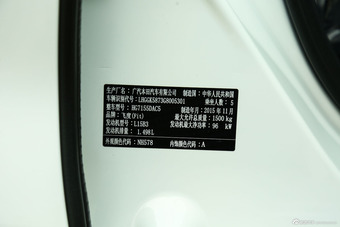 生产厂名：广汽本田汽车有限公司 制造国：中华人民共和国
车辆识别代号：LHGGK5873G8005301 乘坐人数：5
整车型号：HG7155DAC5 制造年月：2015年11月
品牌：飞度(Fit) 最大允许总质量：1500 kg
发动机型号：L15B3 发动机最大净功率：96 kW
发动机排量：1.498L
外观颜色代码：NH578 内饰颜色代码：A